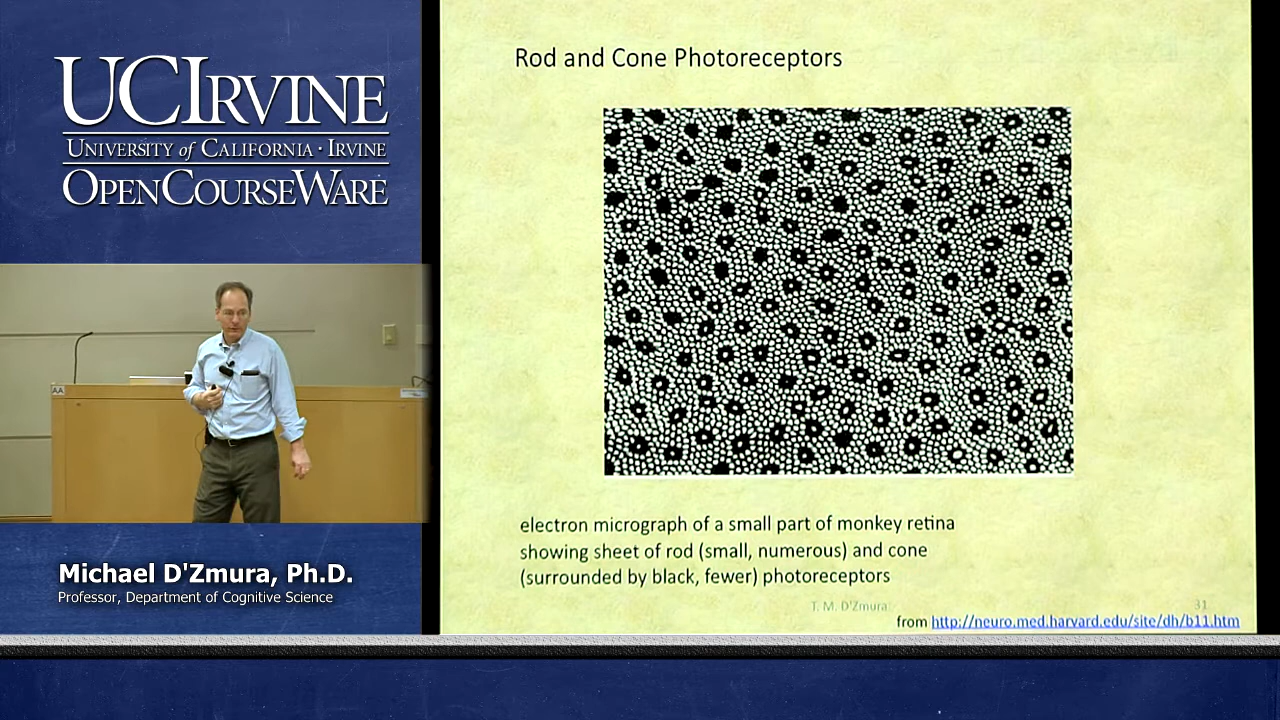 UCIRVINE
UNIVERSITY of CALIFORNIA · IRVINE
OPENCOURSEWARE
AA
Michael D'Zmura, Ph.D.
Professor, Department of Cognitive Science
Rod and Cone Photoreceptors
electron micrograph of a small part of monkey retina
showing sheet of rod (small, numerous) and cone
(surrounded by black, fewer) photoreceptors
T. M. D'Zmura
31
from http://neuro.med.harvard.edu/site/dh/b11.htm